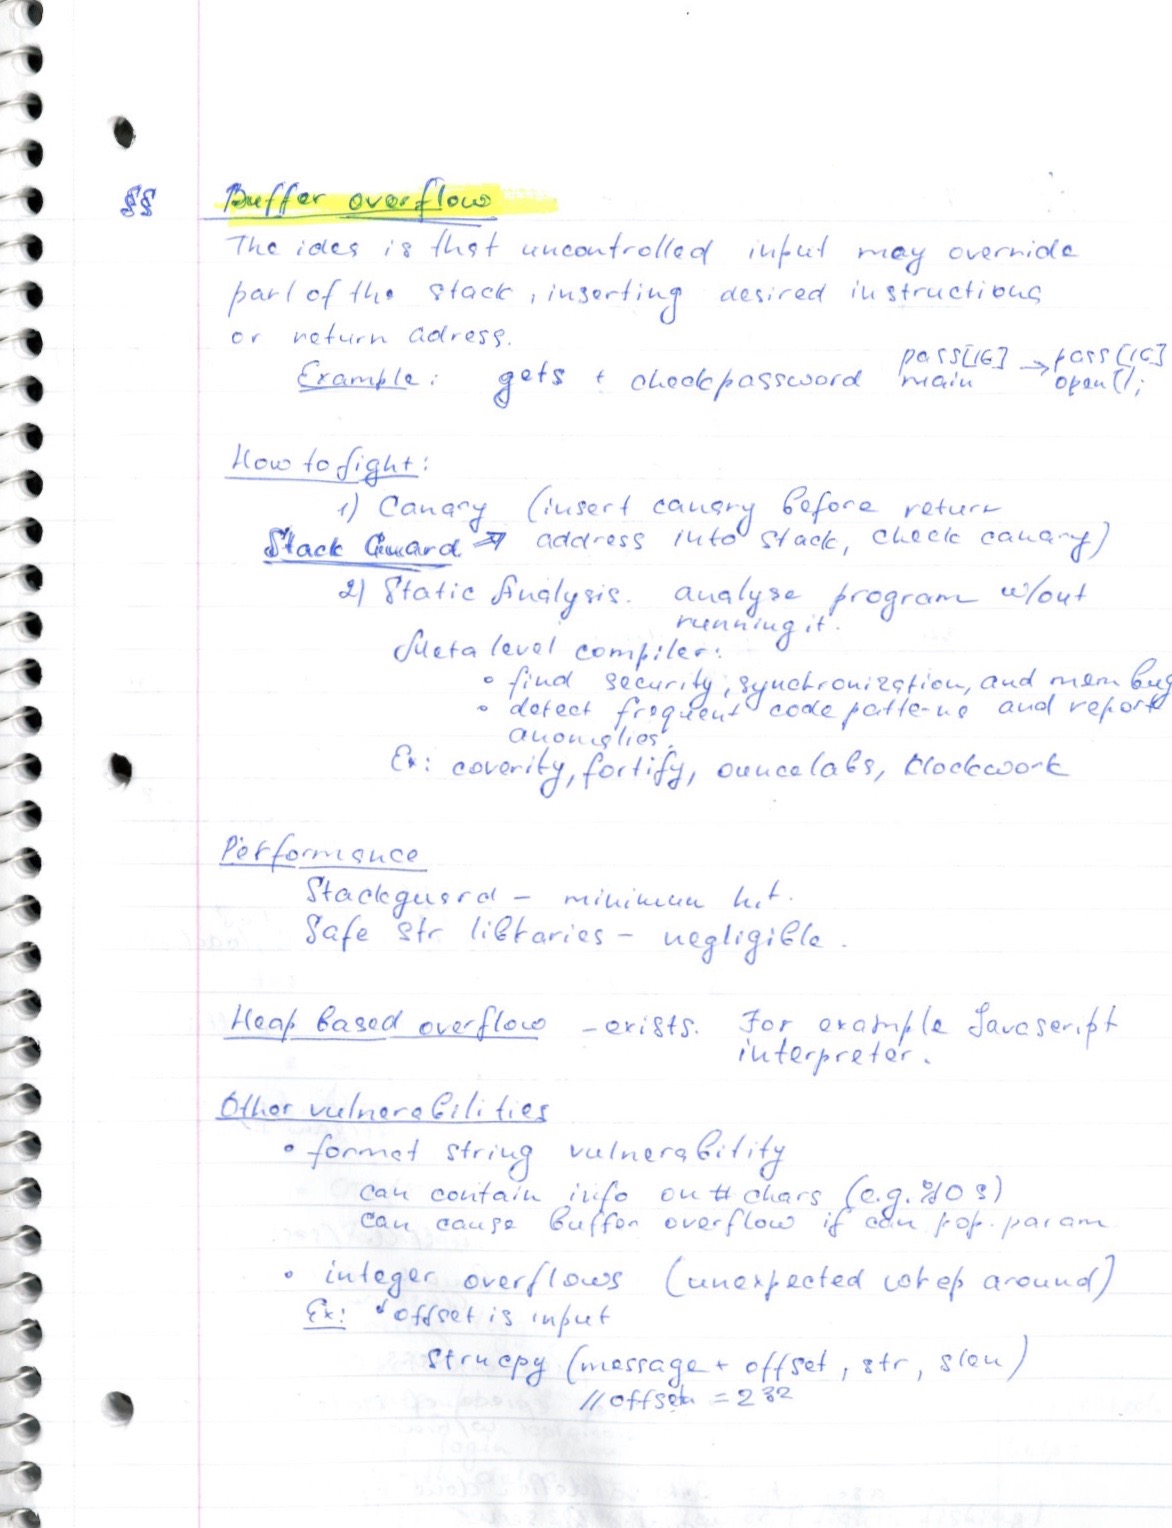 §§ Buffer overflow
The idea is that uncontrolled input may override
part of the stack, inserting desired instructions
or return adress.
pass[16] → pass[16]
Example: gets + checkpassword main open();
How to fight:
1) Canary (insert canary before return
Stack Guard → address into stack, check canary)
2) Static Analysis. analyse program w/out
running it.
Meta level compiler:
• find security, synchronization, and mem bug
• detect frequent code patterns and report
anomalies.
Ex: coverity, fortify, ouncelabs, klockwork
Performance
Stackguard – minimum hit.
Safe str libraries – negligible.
Heap based overflow – exists. For example Javascript
interpreter.
Other vulnerabilities
• format string vulnerability
can contain info on # chars (e.g. %10s)
can cause buffer overflow if can pop. param
• integer overflows (unexpected wrap around)
Ex: offset is input
strncpy (message + offset, str, slen)
// offset = 2^32